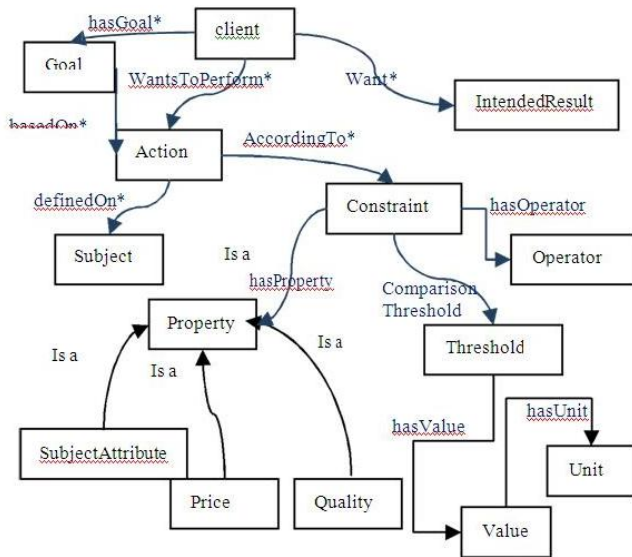 hasGoal*
client
Goal
WantsToPerform*
Want*
IntendedResult
basedOn*
Action
AccordingTo*
definedOn*
Constraint
hasOperator
Subject
Is a
hasProperty
Operator
Comparison
Threshold
Property
Is a
Is a
Is a
Threshold
hasValue
hasUnit
SubjectAttribute
Unit
Price
Quality
Value